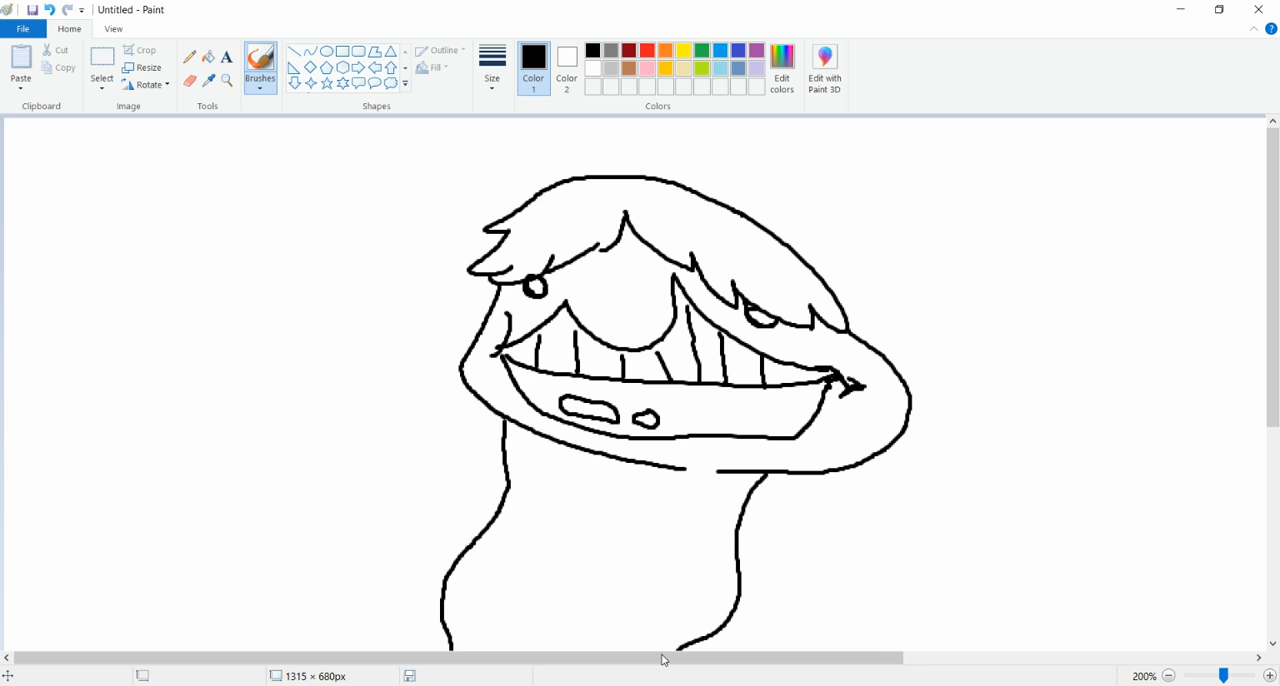 Untitled - Paint
File Home View
Paste
Cut
Copy
Clipboard
Select
Crop
Resize
Rotate
Image
Tools
Brushes
Shapes
Outline
Fill
Size
Color 1
Color 2
Colors
Edit colors
Edit with Paint 3D
1315 × 680px
200%